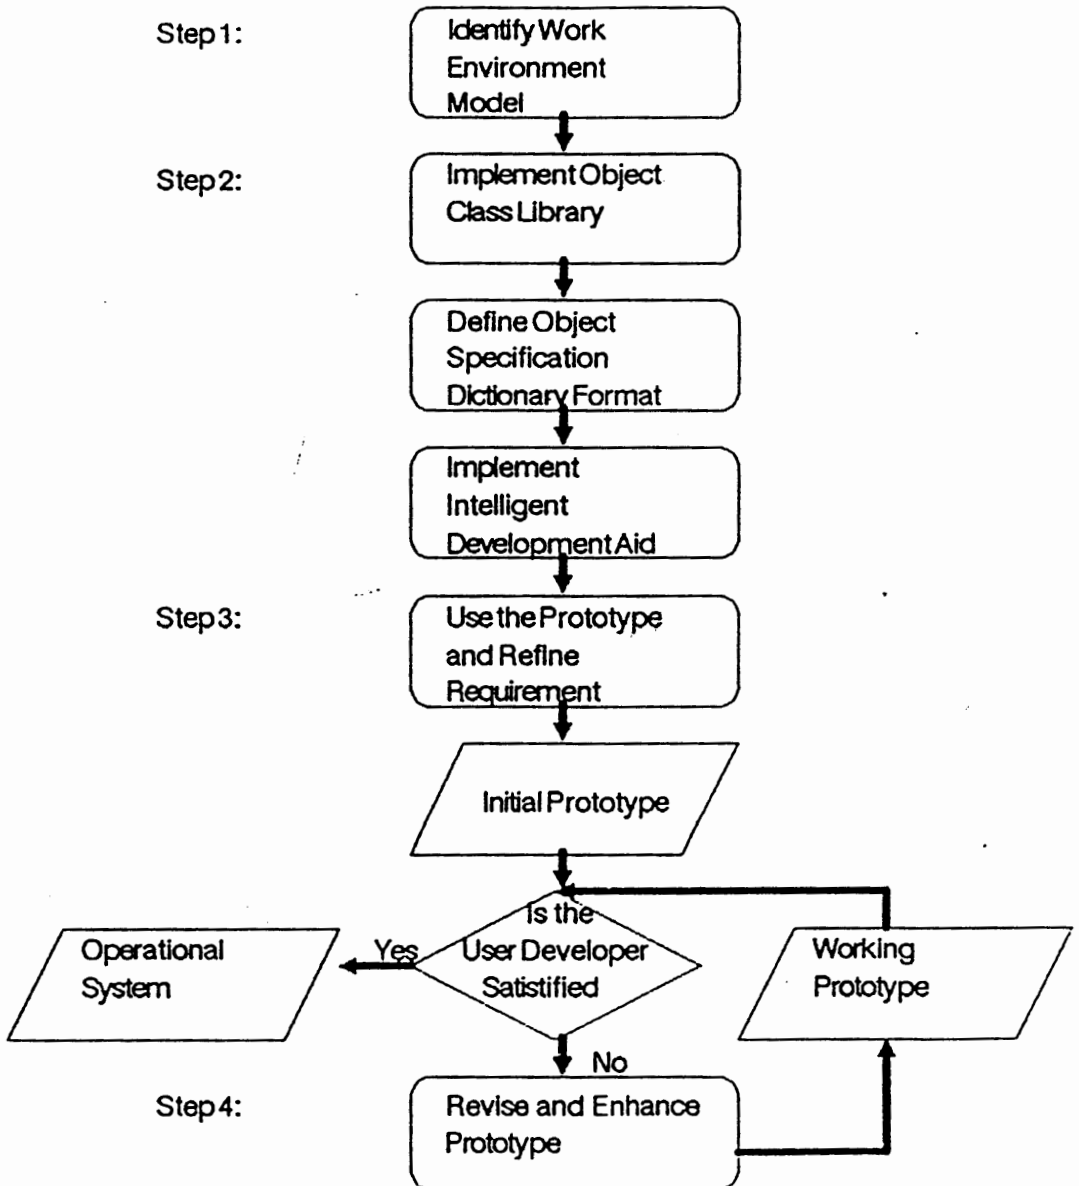 Step 1:
Identify Work
Environment
Model
Step 2:
Implement Object
Class Library
Define Object
Specification
Dictionary Format
Implement
Intelligent
Development Aid
Step 3:
Use the Prototype
and Refine
Requirement
Initial Prototype
Is the
User Developer
Satistified
Yes
Operational
System
Working
Prototype
No
Step 4:
Revise and Enhance
Prototype